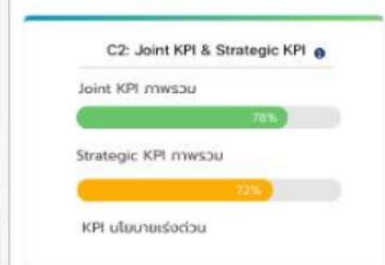 C2: Joint KPI & Strategic KPI
Joint KPI ภาพรวม
78%
Strategic KPI ภาพรวม
72%
KPI นโยบายเร่งด่วน